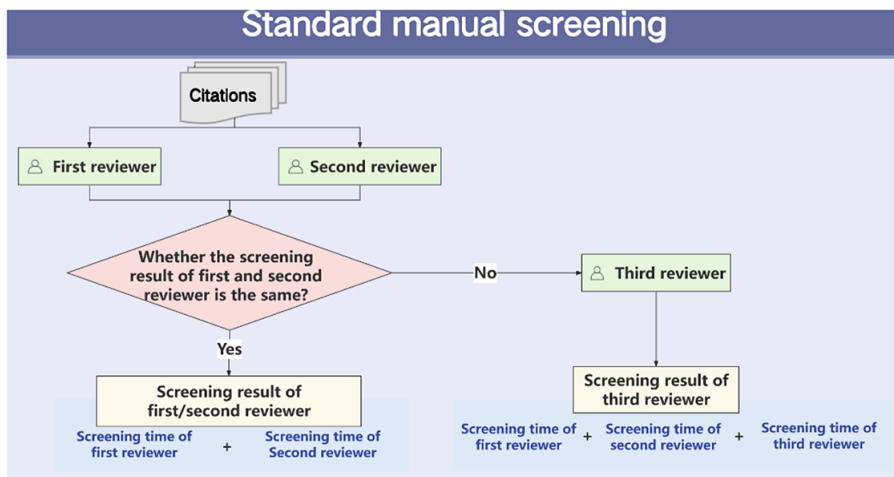 Standard manual screening
Citations
First reviewer
Second reviewer
Whether the screening
result of first and second
reviewer is the same?
No
Third reviewer
Yes
Screening result of
first/second reviewer
Screening result of
third reviewer
Screening time of
first reviewer
+
Screening time of
Second reviewer
Screening time of
first reviewer
+
Screening time of
second reviewer
+
Screening time of
third reviewer